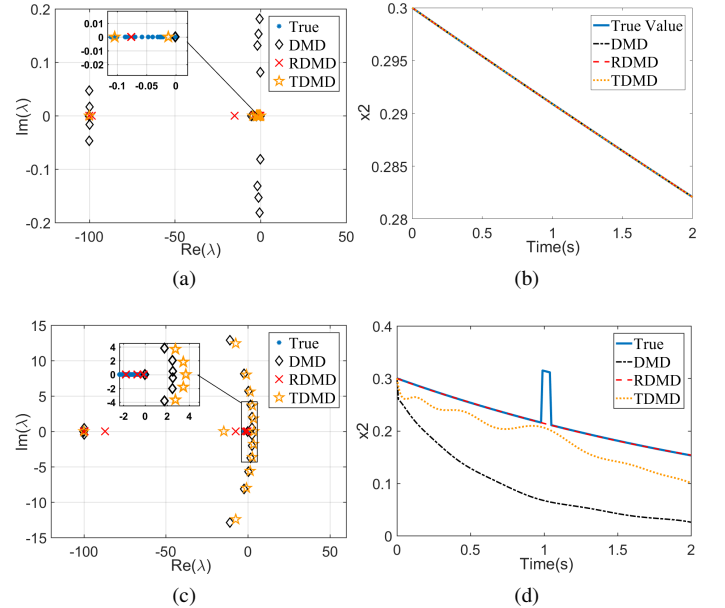 0.2
0.1
0
-0.1
-0.2
Im(λ)
0.01
0
-0.01
-0.02
-0.1
-0.05
0
True
DMD
RDMD
TDMD
-100
-50
0
50
Re(λ)
(a)
0.3
0.295
0.29
0.285
0.28
x2
True Value
DMD
RDMD
TDMD
0
0.5
1
1.5
2
Time(s)
(b)
15
10
5
0
-5
-10
-15
Im(λ)
4
2
0
-2
-4
-2
0
2
4
True
DMD
RDMD
TDMD
-100
-50
0
50
Re(λ)
(c)
0.4
0.3
0.2
0.1
0
x2
True
DMD
RDMD
TDMD
0
0.5
1
1.5
2
Time(s)
(d)